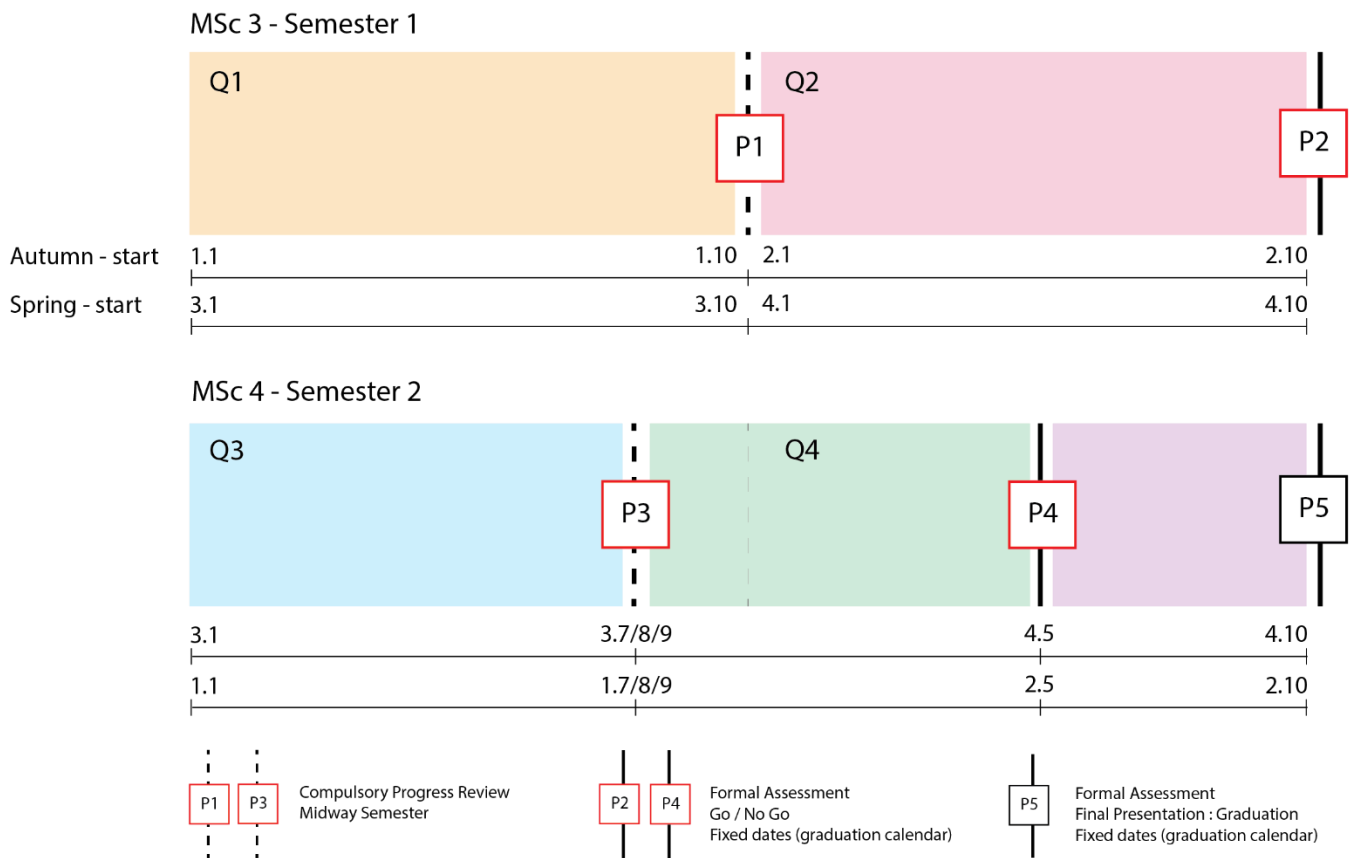 MSc 3 - Semester 1
Q1
Q2
P1
P2
Autumn - start
1.1
1.10
2.1
2.10
Spring - start
3.1
3.10
4.1
4.10
MSc 4 - Semester 2
Q3
Q4
P3
P4
P5
3.1
3.7/8/9
4.5
4.10
1.1
1.7/8/9
2.5
2.10
P1
P3
Compulsory Progress Review
Midway Semester
P2
P4
Formal Assessment
Go / No Go
Fixed dates (graduation calendar)
P5
Formal Assessment
Final Presentation : Graduation
Fixed dates (graduation calendar)